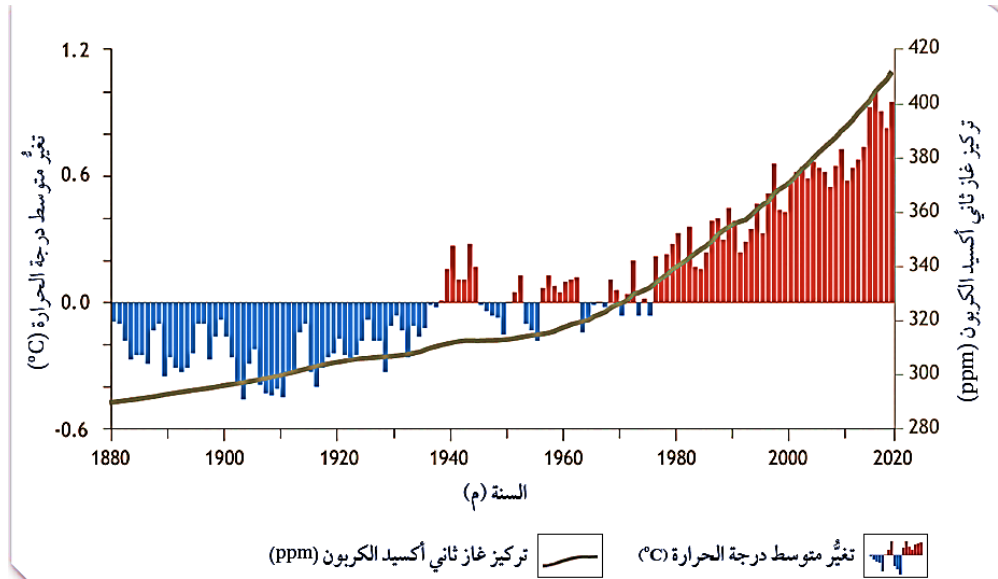 1.2
0.6
0.0
-0.6
تغيُّر متوسط درجة الحرارة (°C)
420
400
380
360
340
320
300
280
تركيز غاز ثاني أكسيد الكربون (ppm)
1880 1900 1920 1940 1960 1980 2000 2020
السنة (م)
تغيُّر متوسط درجة الحرارة (°C)
تركيز غاز ثاني أكسيد الكربون (ppm)